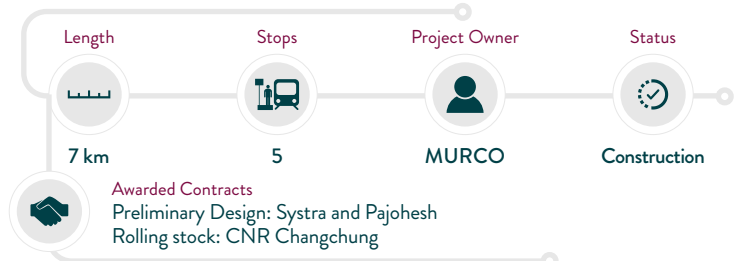 Length
Stops
Project Owner
Status
7 km
5
MURCO
Construction
Awarded Contracts
Preliminary Design: Systra and Pajohesh
Rolling stock: CNR Changchung